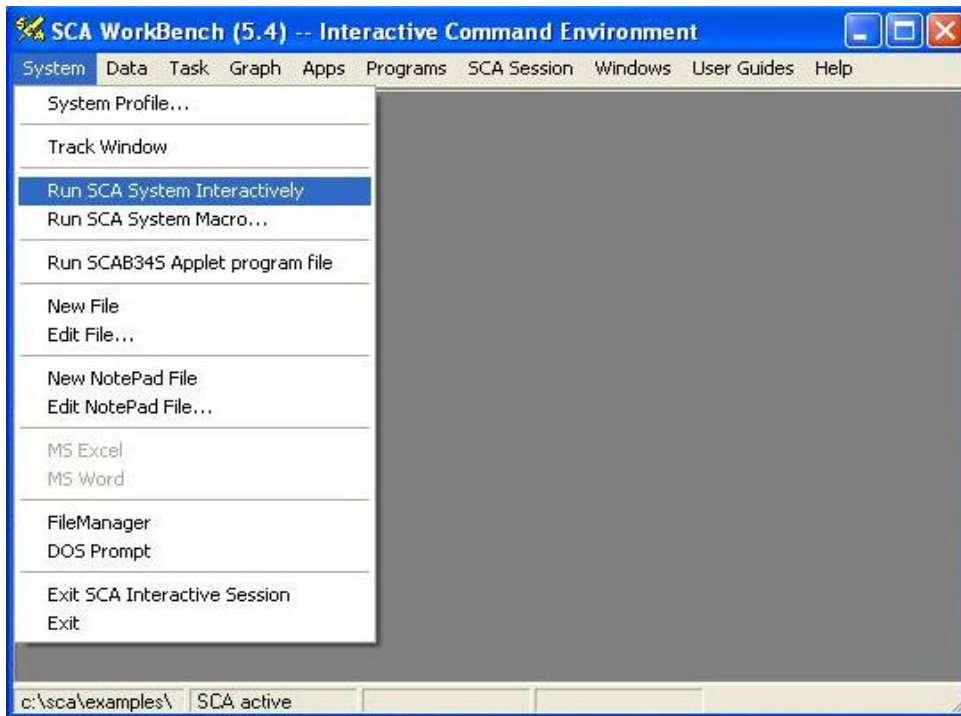 SCA WorkBench (5.4) -- Interactive Command Environment
System Data Task Graph Apps Programs SCA Session Windows User Guides Help
System Profile...
Track Window
Run SCA System Interactively
Run SCA System Macro...
Run SCAB34S Applet program file
New File
Edit File...
New NotePad File
Edit NotePad File...
MS Excel
MS Word
FileManager
DOS Prompt
Exit SCA Interactive Session
Exit
c:\sca\examples\ SCA active